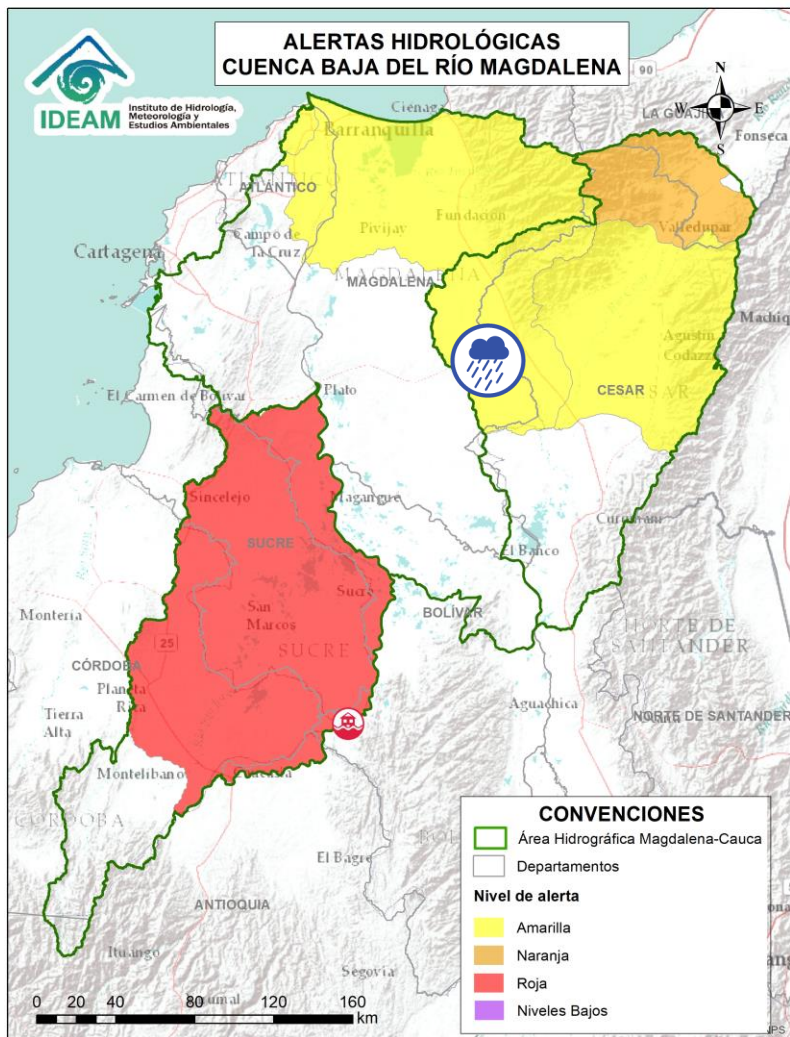 ALERTAS HIDROLÓGICAS
CUENCA BAJA DEL RÍO MAGDALENA
IDEAM
Instituto de Hidrología,
Meteorología y
Estudios Ambientales
90
N
W
E
S
LA GUAJIRA
Fonseca
Ciénaga
Barranquilla
ATLÁNTICO
Pivijay
Fundación
Valledupar
Cartagena
Campo de
la Cruz
MAGDALENA
MAGDALENA
Agustín
Codazzi
CESAR
El Carmen de Bolívar
Plato
Sincelejo
Magangué
Curumaní
SUCRE
El Banco
Sucre
BOLÍVAR
San
Marcos
Montería
SUCRE
NORTE DE
SANTANDER
25
CÓRDOBA
Planeta
Rica
Aguachica
Tierra
Alta
NORTE DE SANTANDER
Montelíbano
CÓRDOBA
El Bagre
ANTIOQUIA
Ituango
Segovia
CONVENCIONES
Área Hidrográfica Magdalena-Cauca
Departamentos
Nivel de alerta
Amarilla
Naranja
Roja
Niveles Bajos
0 20 40 80 120 160
km